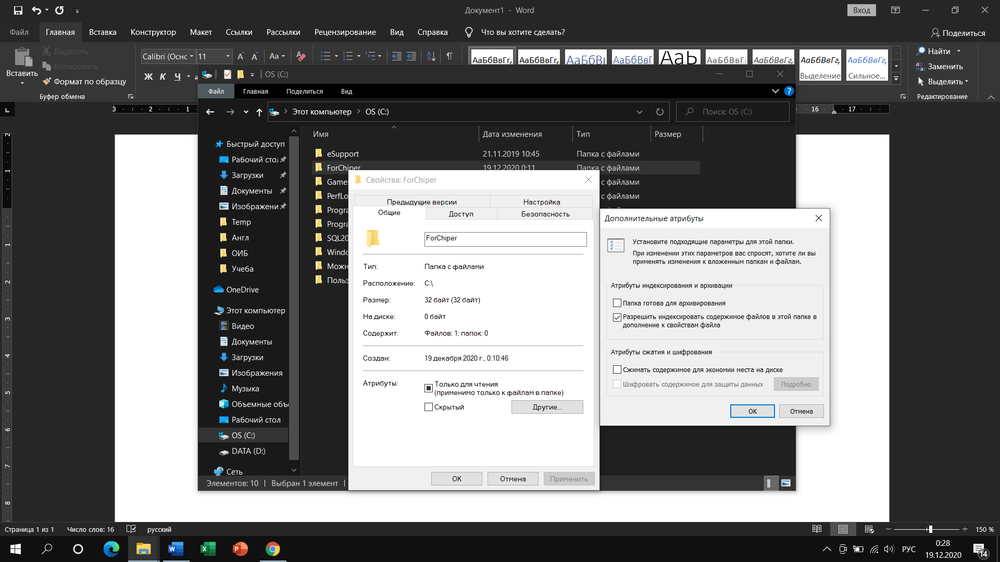 Документ1 - Word
Вход
Файл
Главная
Вставка
Конструктор
Макет
Ссылки
Рассылки
Рецензирование
Вид
Справка
Что вы хотите сделать?
Поделиться
Вставить
Вырезать
Копировать
Формат по образцу
Буфер обмена
Calibri (Оснс
11
Aa
Ж К Ч
АаБбВвГг,
АаБбВвГг,
АаБбВв
АаБбВвГ
АаЬ
АаБбВвГ
АаБбВвГг,
АаБбВвГг,
АаБбВвГг,
Выделение
Сильное...
Найти
Заменить
Выделить
Редактирование
OS (C:)
Файл
Главная
Поделиться
Вид
Этот компьютер
OS (C:)
Поиск: OS (C:)
3 2 1
16 17
Быстрый доступ
Рабочий стол
Загрузки
Документы
Изображени
Temp
Англ
ОИБ
Учеба
OneDrive
Этот компьютер
Видео
Документы
Загрузки
Изображения
Музыка
Объемные объ
Рабочий стол
OS (C:)
DATA (D:)
Сеть
Имя
Дата изменения
Тип
Размер
eSupport 21.11.2019 10:45 Папка с файлами
ForChiper 19.12.2020 0:11 Папка с файлами
Games с файлами
PerfLo с файлами
Progra
Progra
SQL20
Windo
Можн
Польз
Элементов: 10
Выбран 1 элемент
Свойства: ForChiper
Предыдущие версии
Настройка
Общие
Доступ
Безопасность
ForChiper
Тип: Папка с файлами
Расположение: C:\
Размер: 32 байт (32 байт)
На диске: 0 байт
Содержит: Файлов: 1; папок: 0
Создан: 19 декабря 2020 г., 0:10:46
Атрибуты:
Только для чтения
(применимо только к файлам в папке)
Скрытый
Другие...
ОК
Отмена
Применить
Дополнительные атрибуты
Установите подходящие параметры для этой папки.
При изменении этих параметров вас спросят, хотите ли вы
применять изменения к вложенным папкам и файлам.
Атрибуты индексирования и архивации
Папка готова для архивирования
Разрешить индексировать содержимое файлов в этой папке в
дополнение к свойствам файла
Атрибуты сжатия и шифрования
Сжимать содержимое для экономии места на диске
Шифровать содержимое для защиты данных
Подробно
ОК
Отмена
Страница 1 из 1
Число слов: 16
русский
150 %
РУС
0:28
19.12.2020
14